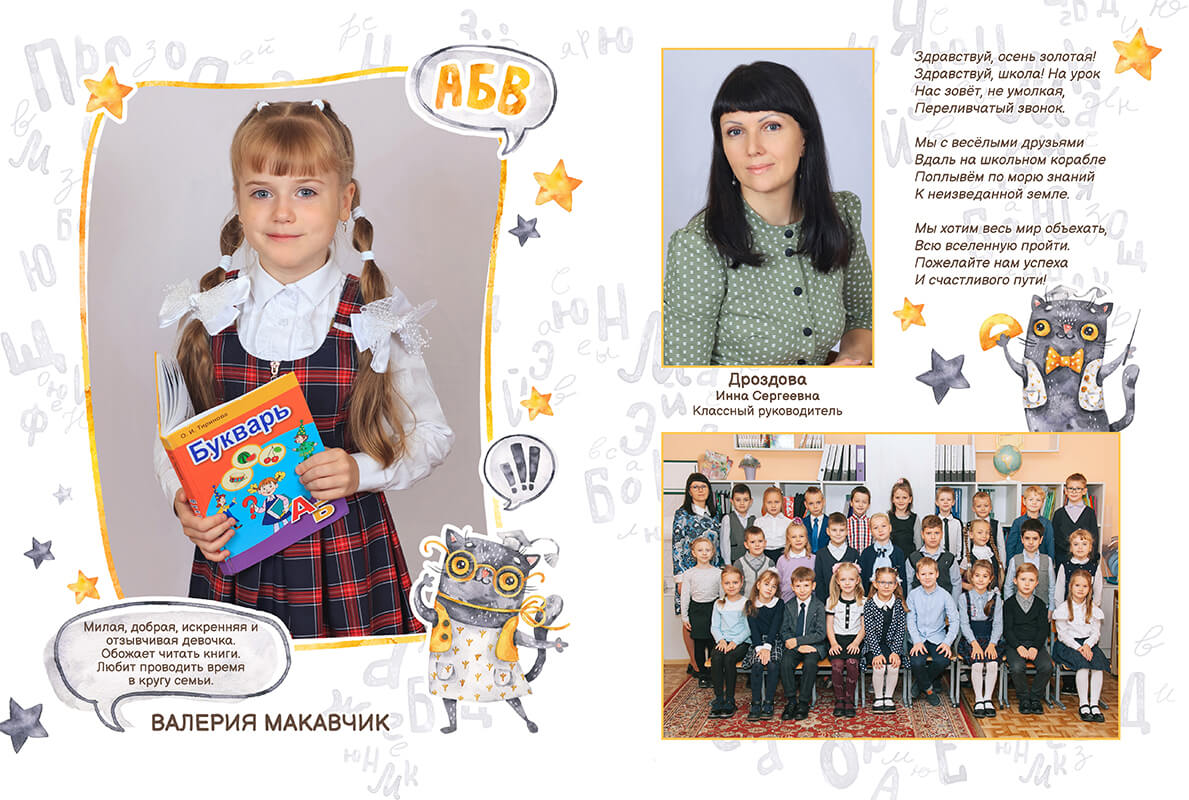 АБВ
О. И. Тиринова
Букварь
АБ
!!!
Милая, добрая, искренняя и
отзывчивая девочка.
Обожает читать книги.
Любит проводить время
в кругу семьи.
ВАЛЕРИЯ МАКАВЧИК
Дроздова
Инна Сергеевна
Классный руководитель
Здравствуй, осень золотая!
Здравствуй, школа! На урок
Нас зовёт, не умолкая,
Переливчатый звонок.
Мы с весёлыми друзьями
Вдаль на школьном корабле
Поплывём по морю знаний
К неизведанной земле.
Мы хотим весь мир объехать,
Всю вселенную пройти.
Пожелайте нам успеха
И счастливого пути!